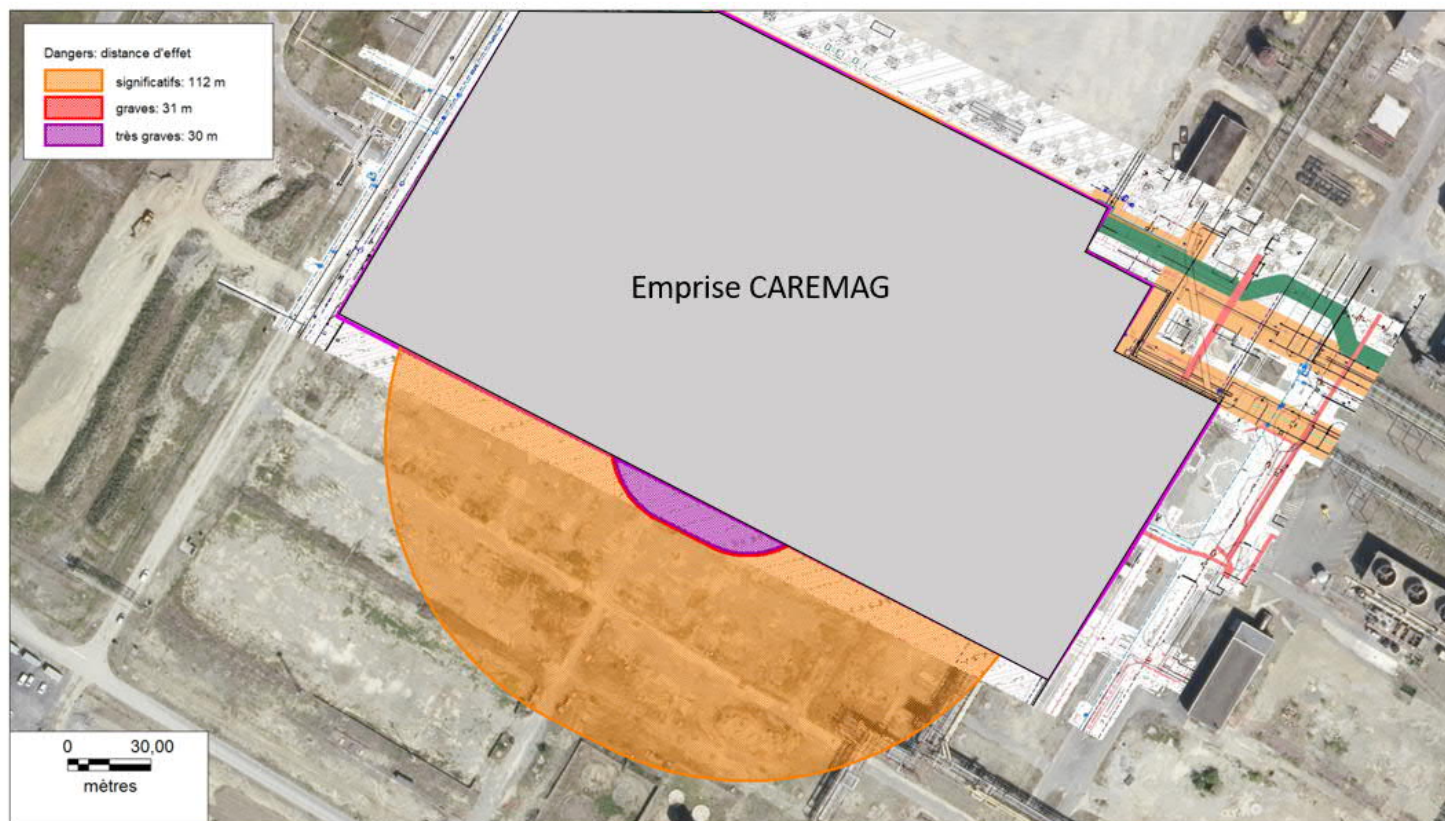 Dangers: distance d'effet
significatifs: 112 m
graves: 31 m
très graves: 30 m
Emprise CAREMAG
0 30,00
mètres